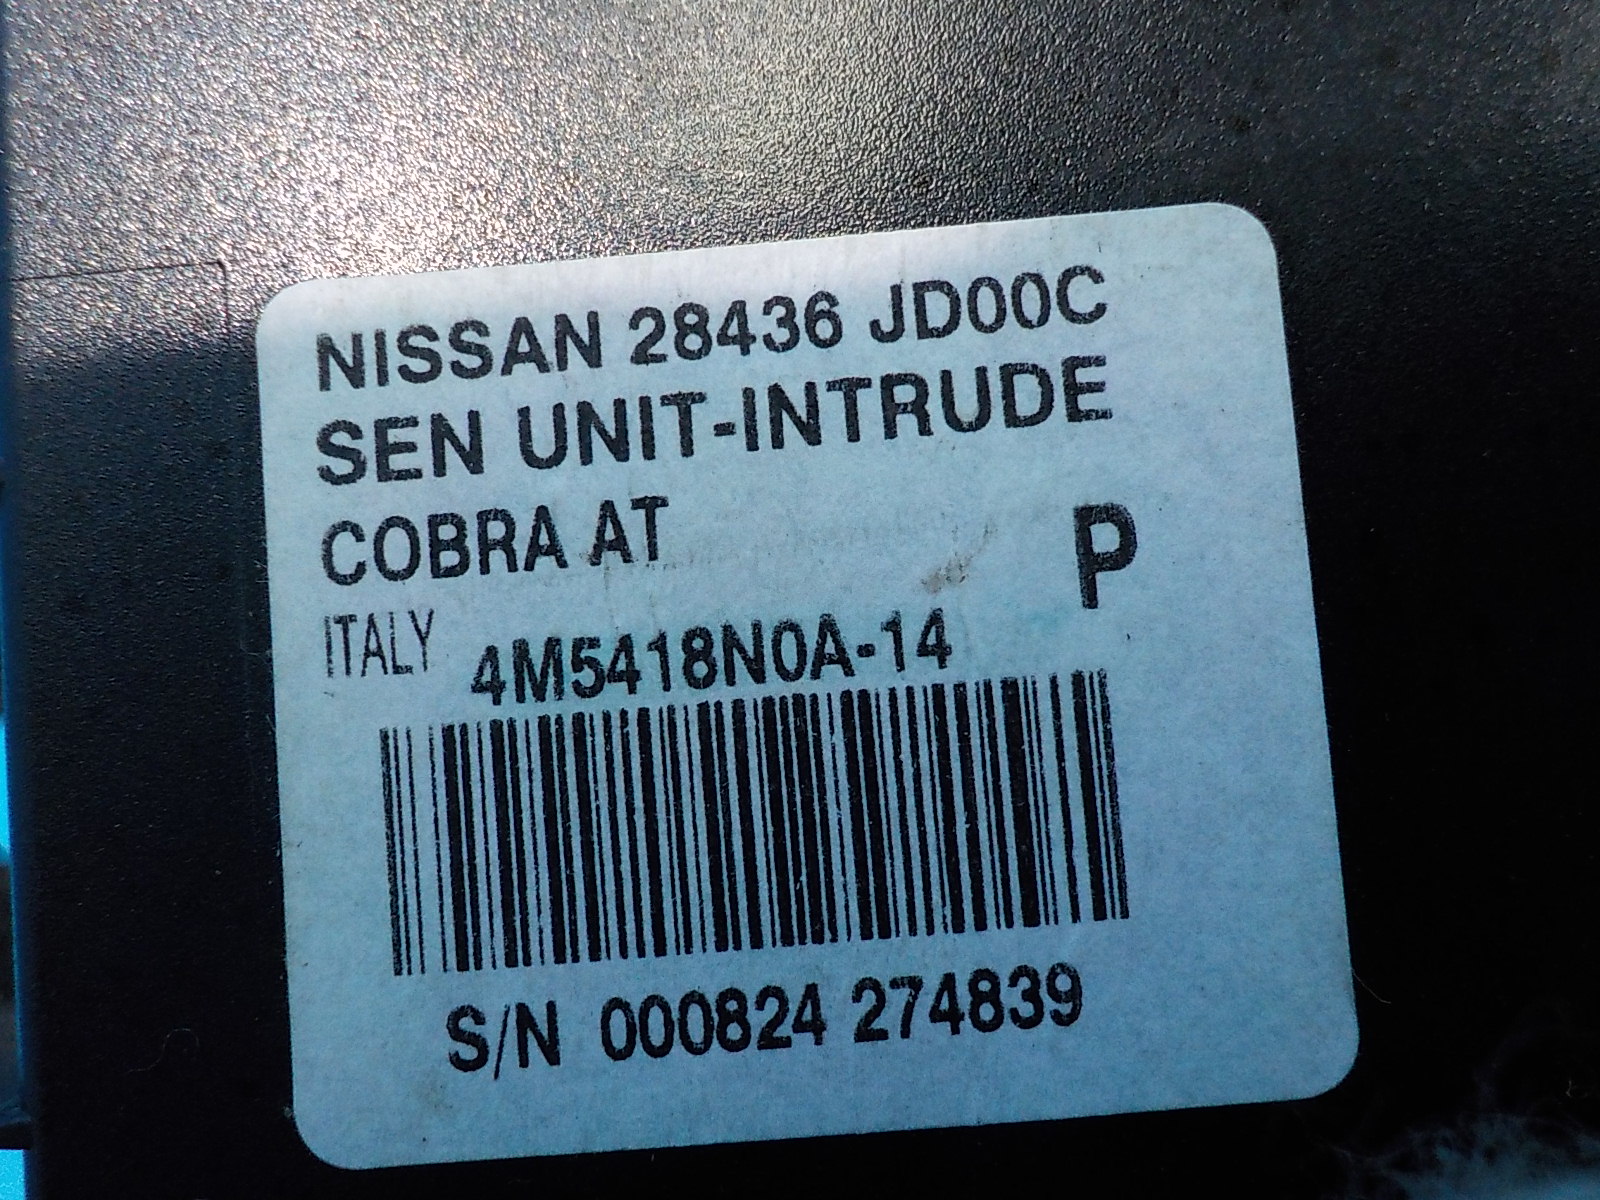 NISSAN 28436 JD00C
SEN UNIT-INTRUDE
COBRA AT
P
ITALY 4M5418N0A-14
S/N 000824 274839